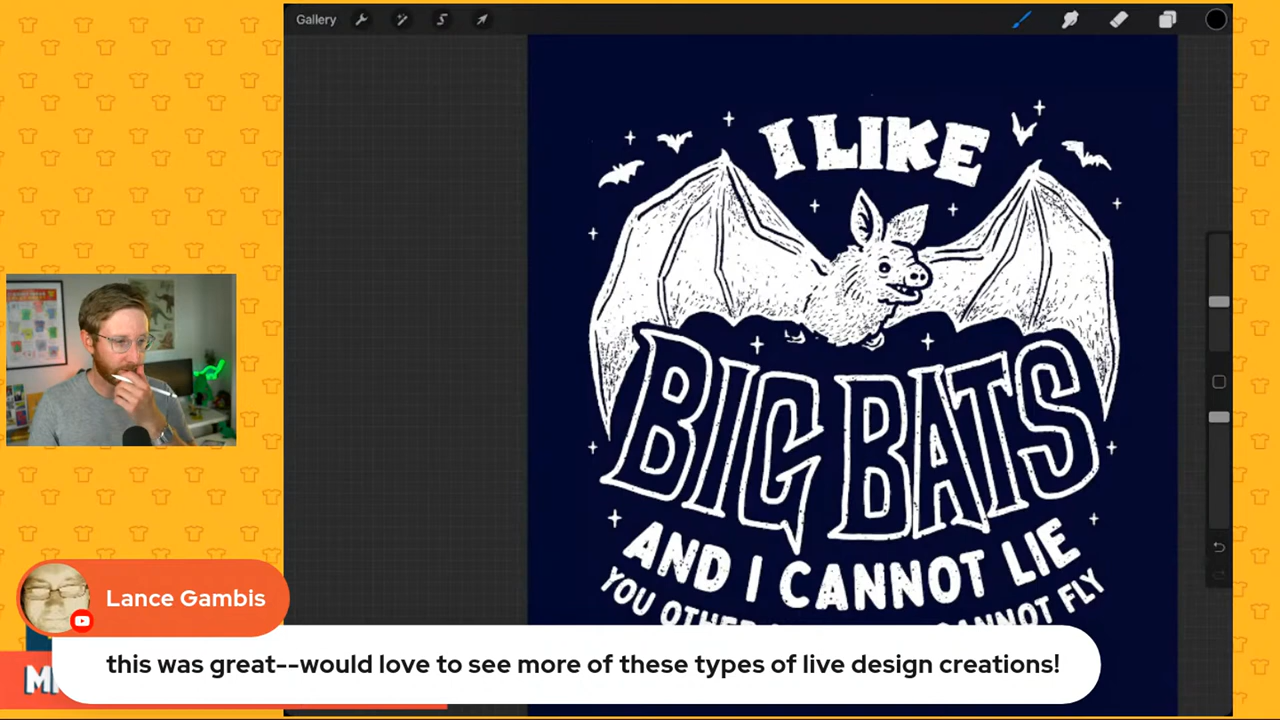 Gallery
I LIKE
BIG BATS
AND I CANNOT LIE
YOU OTHER CANNOT FLY
Lance Gambis
this was great--would love to see more of these types of live design creations!